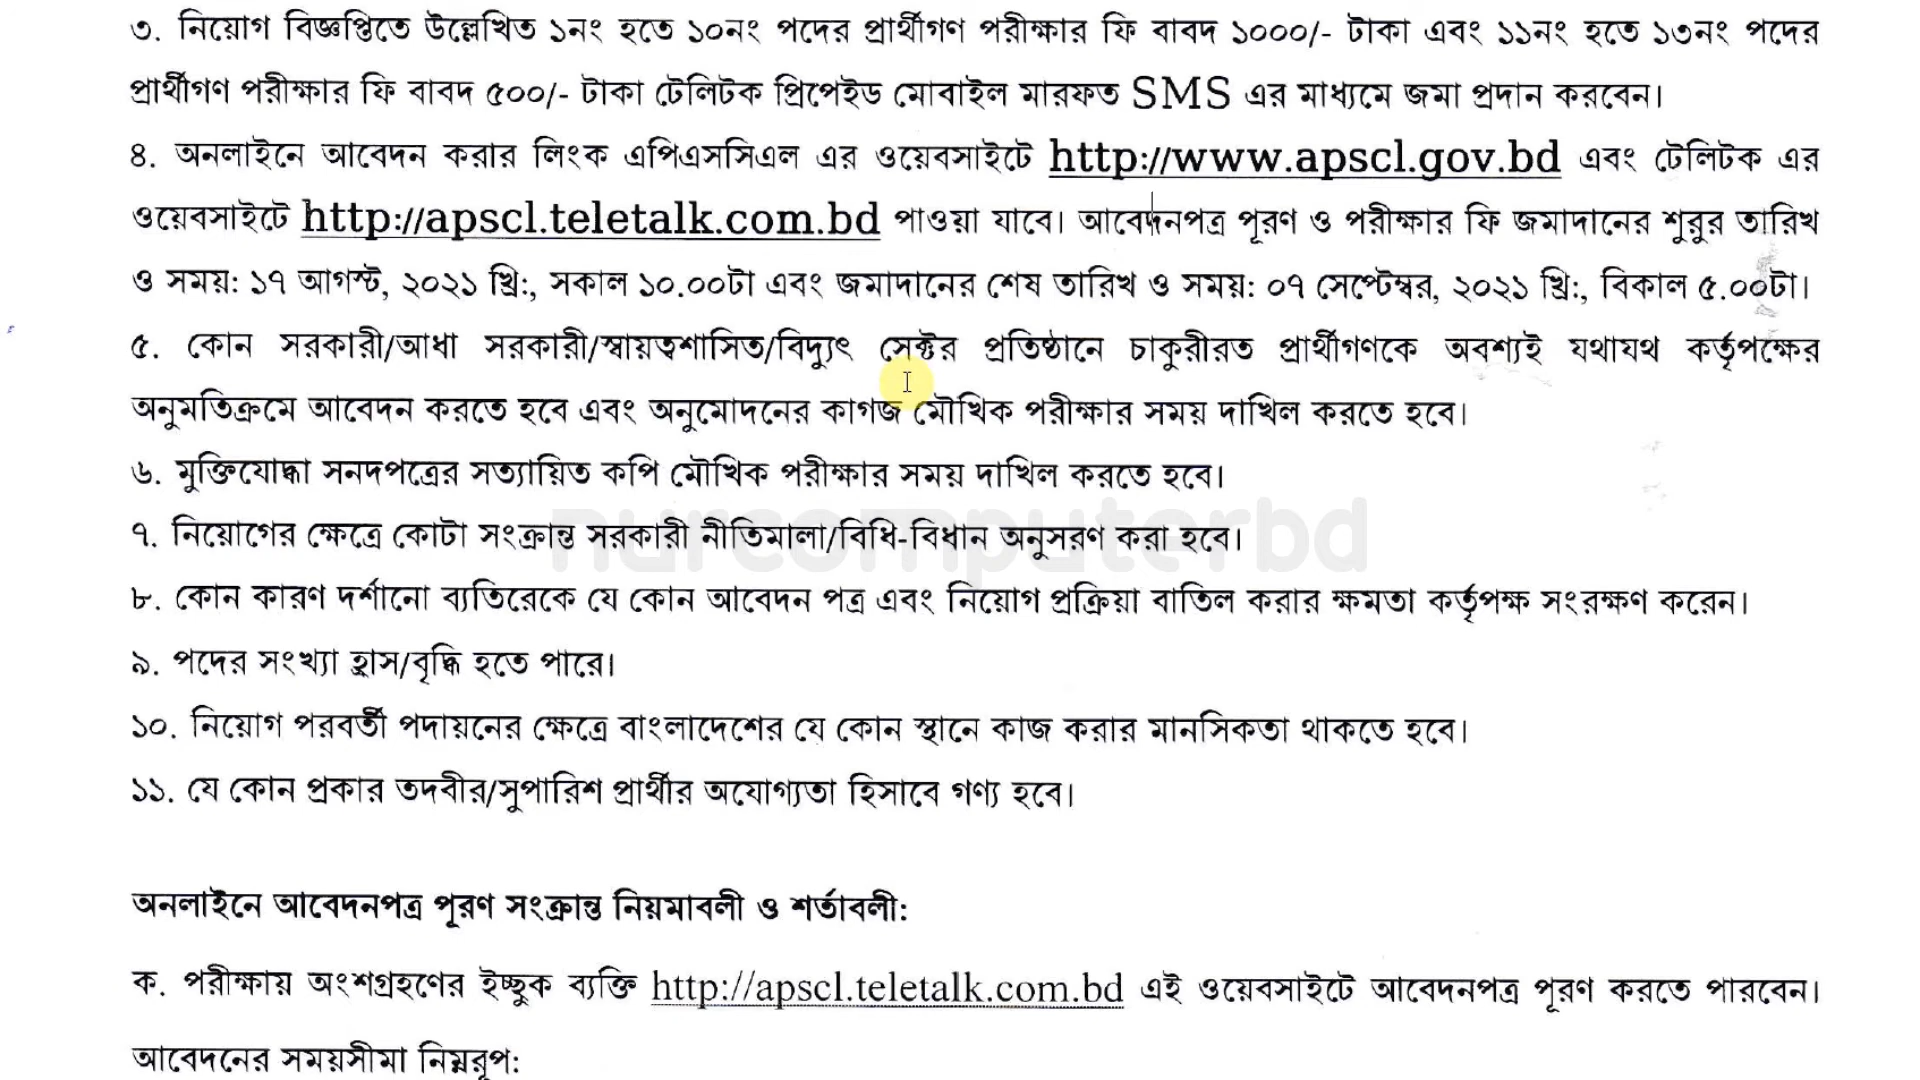 ৩. নিয়োগ বিজ্ঞপ্তিতে উল্লেখিত ১নং হতে ১০নং পদের প্রার্থীগণ পরীক্ষার ফি বাবদ ১০০০/- টাকা এবং ১১নং হতে ১৩নং পদের
প্রার্থীগণ পরীক্ষার ফি বাবদ ৫০০/- টাকা টেলিটক প্রিপেইড মোবাইল মারফত SMS এর মাধ্যমে জমা প্রদান করবেন।
৪. অনলাইনে আবেদন করার লিংক এপিএসসিএল এর ওয়েবসাইটে http://www.apscl.gov.bd এবং টেলিটক এর
ওয়েবসাইটে http://apscl.teletalk.com.bd পাওয়া যাবে। আবেদনপত্র পূরণ ও পরীক্ষার ফি জমাদানের শুরুর তারিখ
ও সময়: ১৭ আগস্ট, ২০২১ খ্রি:, সকাল ১০.০০টা এবং জমাদানের শেষ তারিখ ও সময়: ০৭ সেপ্টেম্বর, ২০২১ খ্রি:, বিকাল ৫.০০টা।
৫. কোন সরকারী/আধা সরকারী/স্বায়ত্বশাসিত/বিদ্যুৎ সেক্টর প্রতিষ্ঠানে চাকুরীরত প্রার্থীগণকে অবশ্যই যথাযথ কর্তৃপক্ষের
অনুমতিক্রমে আবেদন করতে হবে এবং অনুমোদনের কাগজ মৌখিক পরীক্ষার সময় দাখিল করতে হবে।
৬. মুক্তিযোদ্ধা সনদপত্রের সত্যায়িত কপি মৌখিক পরীক্ষার সময় দাখিল করতে হবে।
৭. নিয়োগের ক্ষেত্রে কোটা সংক্রান্ত সরকারী নীতিমালা/বিধি-বিধান অনুসরণ করা হবে।
nurcomputerbd
৮. কোন কারণ দর্শানো ব্যতিরেকে যে কোন আবেদন পত্র এবং নিয়োগ প্রক্রিয়া বাতিল করার ক্ষমতা কর্তৃপক্ষ সংরক্ষণ করেন।
৯. পদের সংখ্যা হ্রাস/বৃদ্ধি হতে পারে।
১০. নিয়োগ পরবর্তী পদায়নের ক্ষেত্রে বাংলাদেশের যে কোন স্থানে কাজ করার মানসিকতা থাকতে হবে।
১১. যে কোন প্রকার তদবীর/সুপারিশ প্রার্থীর অযোগ্যতা হিসাবে গণ্য হবে।
অনলাইনে আবেদনপত্র পূরণ সংক্রান্ত নিয়মাবলী ও শর্তাবলী:
ক. পরীক্ষায় অংশগ্রহণের ইচ্ছুক ব্যক্তি http://apscl.teletalk.com.bd এই ওয়েবসাইটে আবেদনপত্র পূরণ করতে পারবেন।
আবেদনের সময়সীমা নিম্নরূপ: